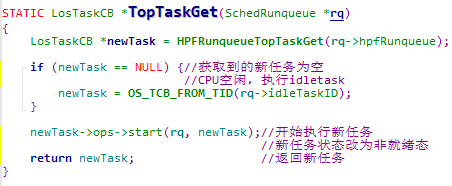 STATIC LosTaskCB *TopTaskGet(SchedRunqueue *rq)
{
    LosTaskCB *newTask = HPFRunqueueTopTaskGet(rq->hpfRunqueue);

    if (newTask == NULL) {//获取到的新任务为空
                          //CPU空闲，执行idletask
        newTask = OS_TCB_FROM_TID(rq->idleTaskID);
    }

    newTask->ops->start(rq, newTask);//开始执行新任务
                                     //新任务状态改为非就绪态
    return newTask;                  //返回新任务
}